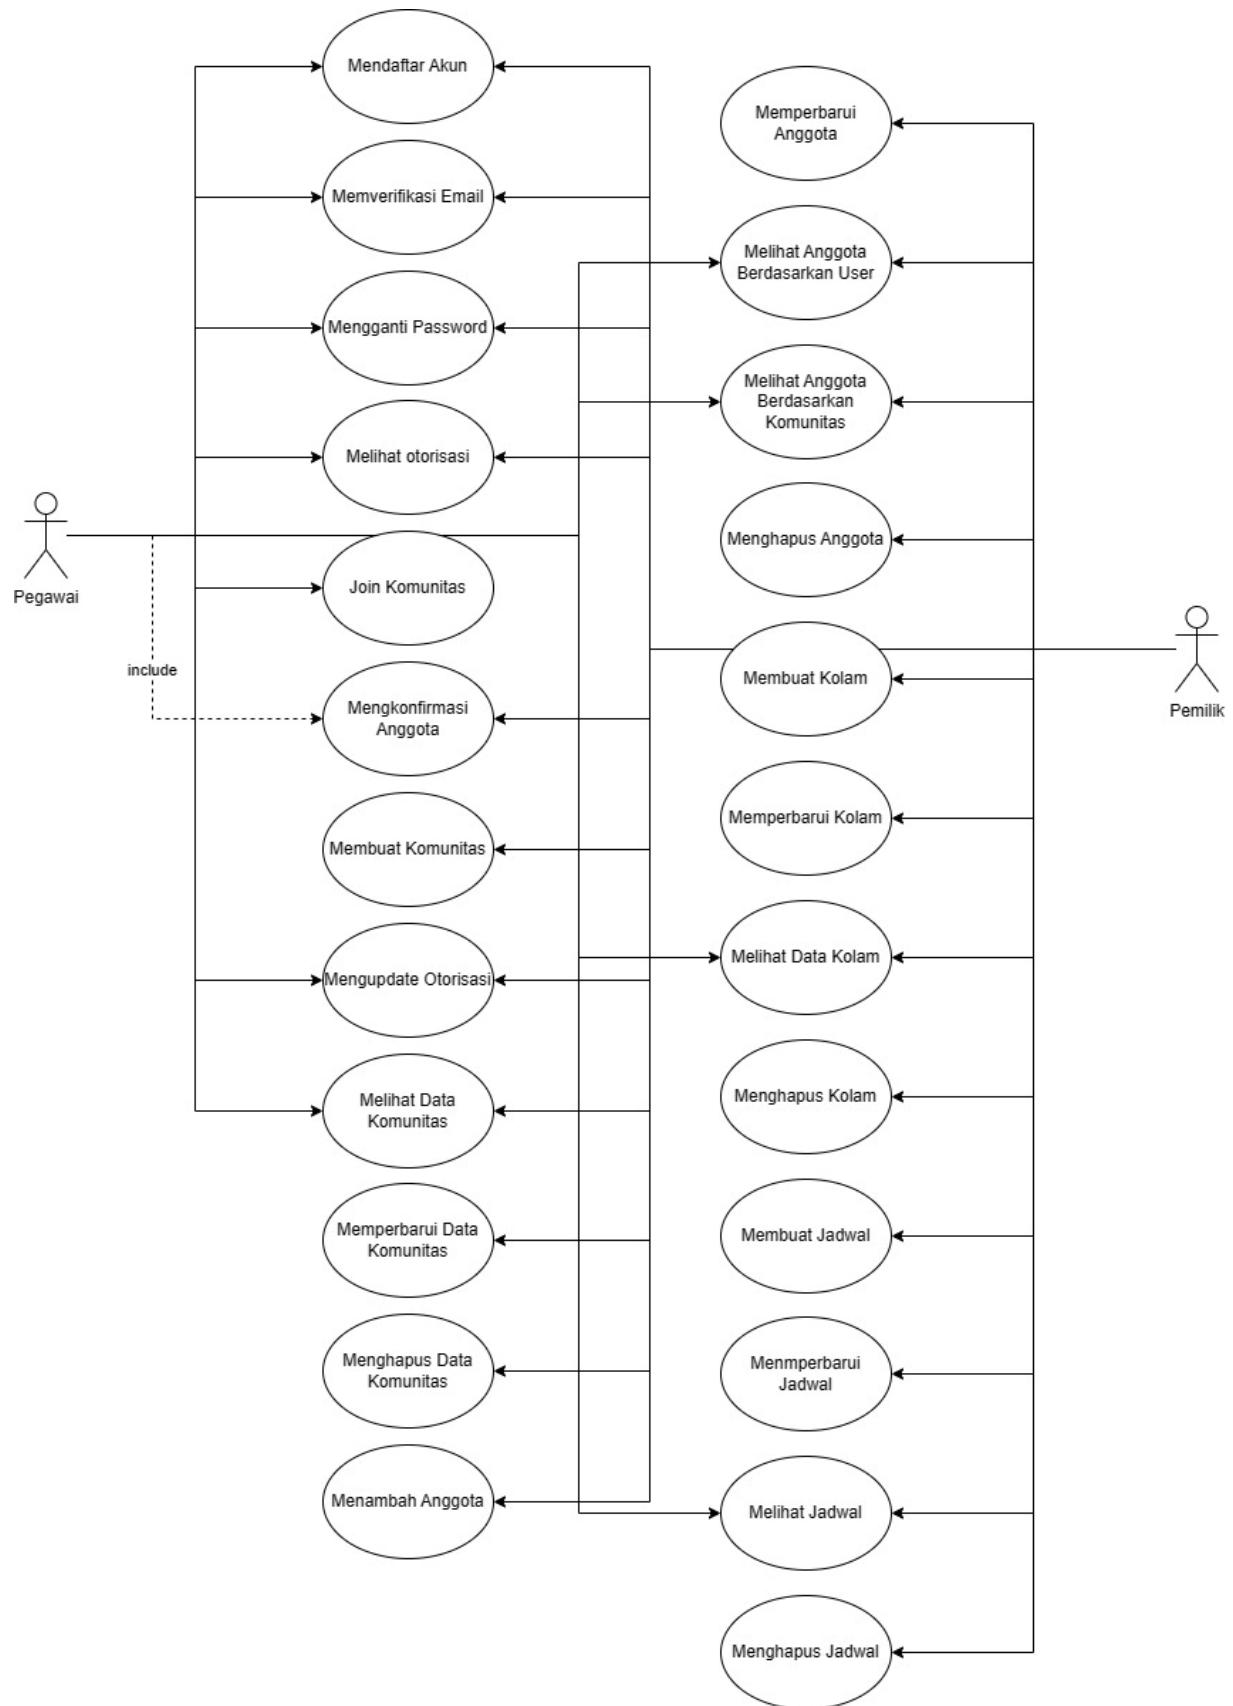 Mendaftar Akun
Memverifikasi Email
Mengganti Password
Melihat otorisasi
Pegawai
Join Komunitas
include
Mengkonfirmasi
Anggota
Membuat Komunitas
Mengupdate Otorisasi
Melihat Data
Komunitas
Memperbarui Data
Komunitas
Menghapus Data
Komunitas
Menambah Anggota
Memperbarui
Anggota
Melihat Anggota
Berdasarkan User
Melihat Anggota
Berdasarkan
Komunitas
Menghapus Anggota
Membuat Kolam
Pemilik
Memperbarui Kolam
Melihat Data Kolam
Menghapus Kolam
Membuat Jadwal
Menmperbarui
Jadwal
Melihat Jadwal
Menghapus Jadwal